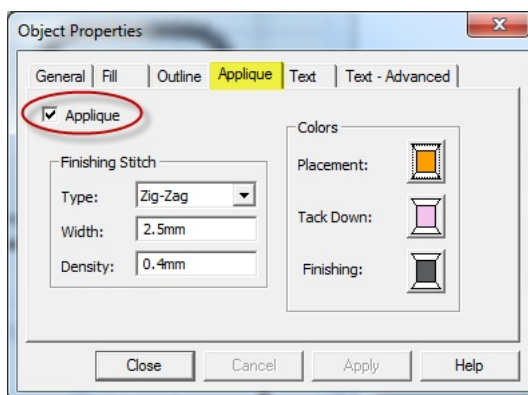 Object Properties
General Fill Outline Applique Text Text - Advanced
Applique
Finishing Stitch
Type: Zig-Zag
Width: 2.5mm
Density: 0.4mm
Colors
Placement:
Tack Down:
Finishing:
Close Cancel Apply Help